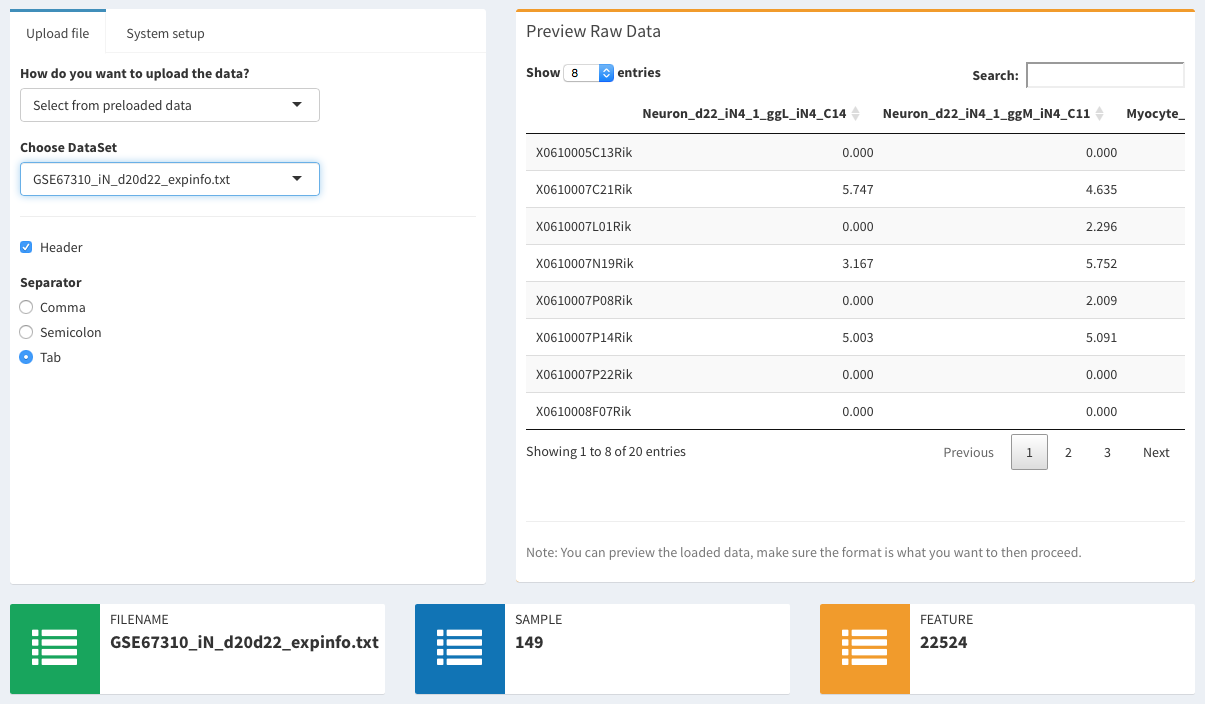 Upload file
System setup
How do you want to upload the data?
Select from preloaded data
Choose DataSet
GSE67310_iN_d20d22_expinfo.txt
Header
Separator
Comma
Semicolon
Tab
Preview Raw Data
Show 8 entries
Search:
Neuron_d22_iN4_1_ggL_iN4_C14 Neuron_d22_iN4_1_ggM_iN4_C11 Myocyte_
X0610005C13Rik 0.000 0.000
X0610007C21Rik 5.747 4.635
X0610007L01Rik 0.000 2.296
X0610007N19Rik 3.167 5.752
X0610007P08Rik 0.000 2.009
X0610007P14Rik 5.003 5.091
X0610007P22Rik 0.000 0.000
X0610008F07Rik 0.000 0.000
Showing 1 to 8 of 20 entries
Previous 1 2 3 Next
Note: You can preview the loaded data, make sure the format is what you want to then proceed.
FILENAME
GSE67310_iN_d20d22_expinfo.txt
SAMPLE
149
FEATURE
22524